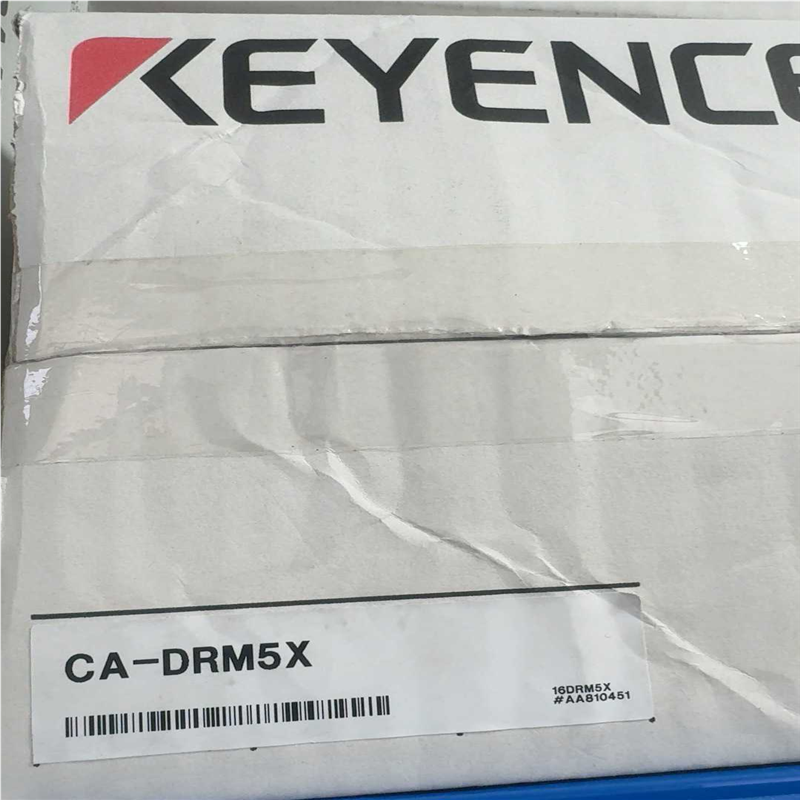 KEYENCE
CA-DRM5X
16DRM5X
#AA810451